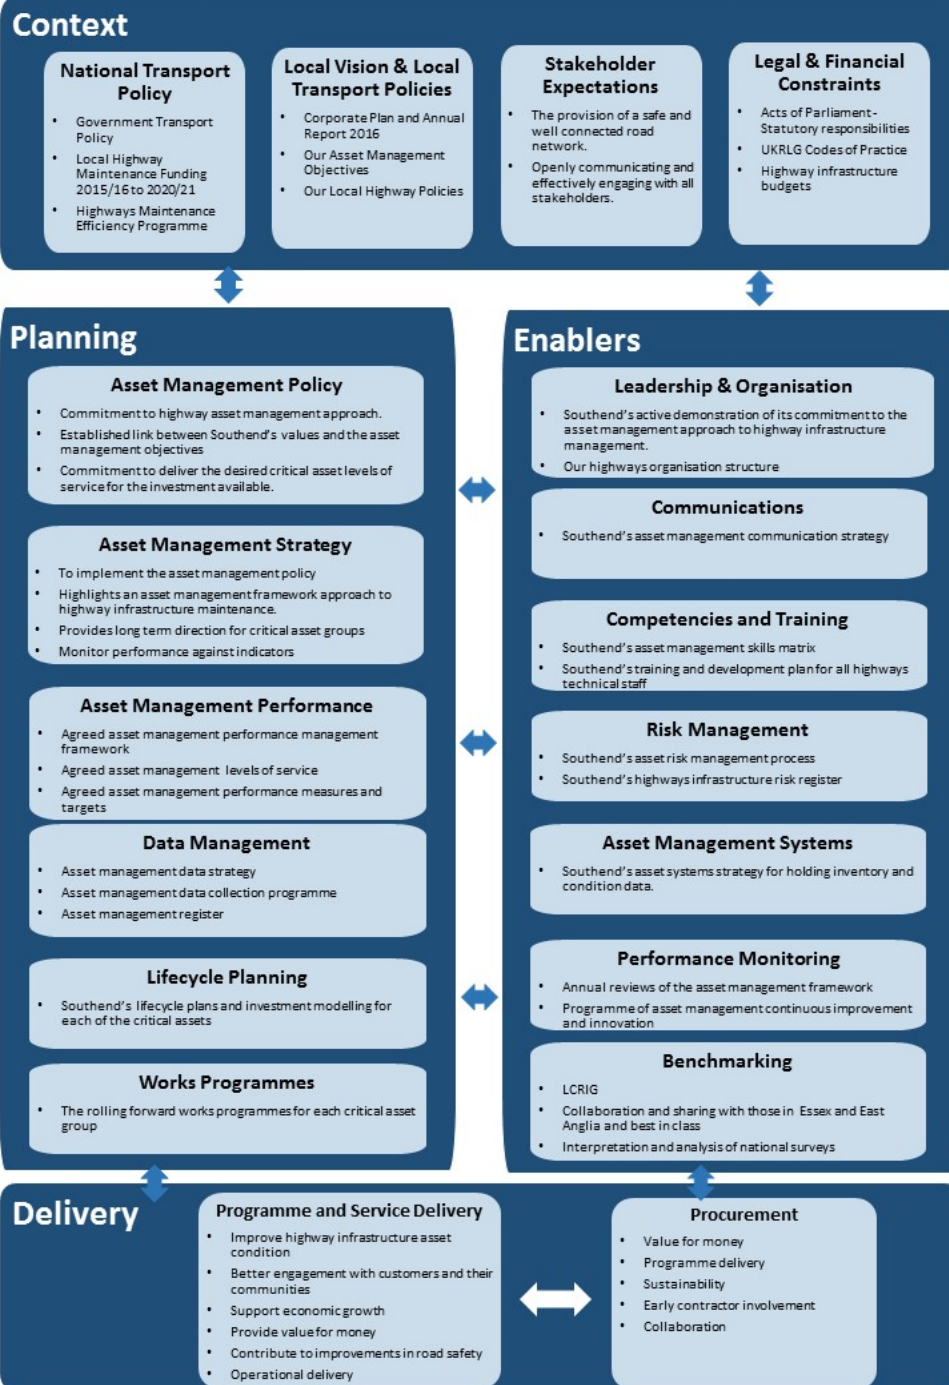 Context
National Transport
Policy
• Government Transport
Policy
• Local Highway
Maintenance Funding
2015/16 to 2020/21
• Highways Maintenance
Efficiency Programme
Local Vision & Local
Transport Policies
• Corporate Plan and Annual
Report 2016
• Our Asset Management
Objectives
• Our Local Highway Policies
Stakeholder
Expectations
• The provision of a safe and
well connected road
network.
• Openly communicating and
effectively engaging with all
stakeholders.
Legal & Financial
Constraints
• Acts of Parliament-
Statutory responsibilities
• UKRLG Codes of Practice
• Highway infrastructure
budgets
Planning
Asset Management Policy
• Commitment to highway asset management approach.
• Established link between Southend's values and the asset
management objectives
• Commitment to deliver the desired critical asset levels of
service for the investment available.
Asset Management Strategy
• To implement the asset management policy
• Highlights an asset management framework approach to
highway infrastructure maintenance.
• Provides long term direction for critical asset groups
• Monitor performance against indicators
Asset Management Performance
• Agreed asset management performance management
framework
• Agreed asset management levels of service
• Agreed asset management performance measures and
targets
Data Management
• Asset management data strategy
• Asset management data collection programme
• Asset management register
Lifecycle Planning
• Southend's lifecycle plans and investment modelling for
each of the critical assets
Works Programmes
• The rolling forward works programmes for each critical asset
group
Enablers
Leadership & Organisation
• Southend's active demonstration of its commitment to the
asset management approach to highway infrastructure
management.
• Our highways organisation structure
Communications
• Southend's asset management communication strategy
Competencies and Training
• Southend's asset management skills matrix
• Southend's training and development plan for all highways
technical staff
Risk Management
• Southend's asset risk management process
• Southend's highways infrastructure risk register
Asset Management Systems
• Southend's asset systems strategy for holding inventory and
condition data.
Performance Monitoring
• Annual reviews of the asset management framework
• Programme of asset management continuous improvement
and innovation
Benchmarking
• LCRIG
• Collaboration and sharing with those in Essex and East
Anglia and best in class
• Interpretation and analysis of national surveys
Delivery
Programme and Service Delivery
• Improve highway infrastructure asset
condition
• Better engagement with customers and their
communities
• Support economic growth
• Provide value for money
• Contribute to improvements in road safety
• Operational delivery
Procurement
• Value for money
• Programme delivery
• Sustainability
• Early contractor involvement
• Collaboration